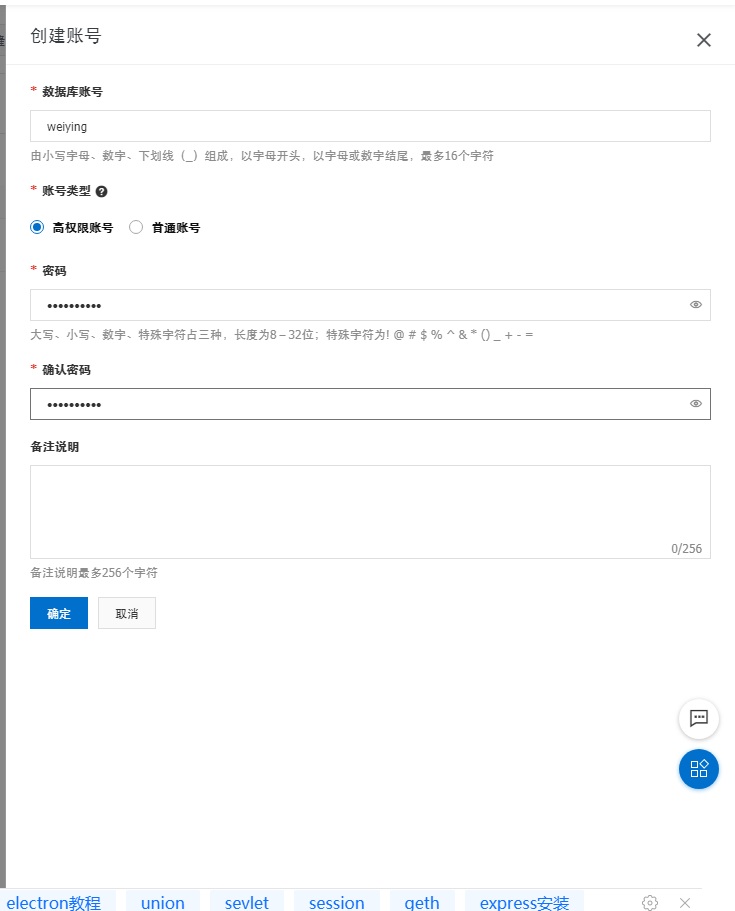 创建账号
* 数据库账号
weiying
由小写字母、数字、下划线（_）组成，以字母开头，以字母或数字结尾，最多16个字符
* 账号类型 ?
高权限账号 普通账号
* 密码
••••••••••
大写、小写、数字、特殊字符占三种，长度为8－32位；特殊字符为! @ # $ % ^ & * () _ + - =
* 确认密码
••••••••••
备注说明
0/256
备注说明最多256个字符
确定 取消
electron教程 union sevlet session geth express安装